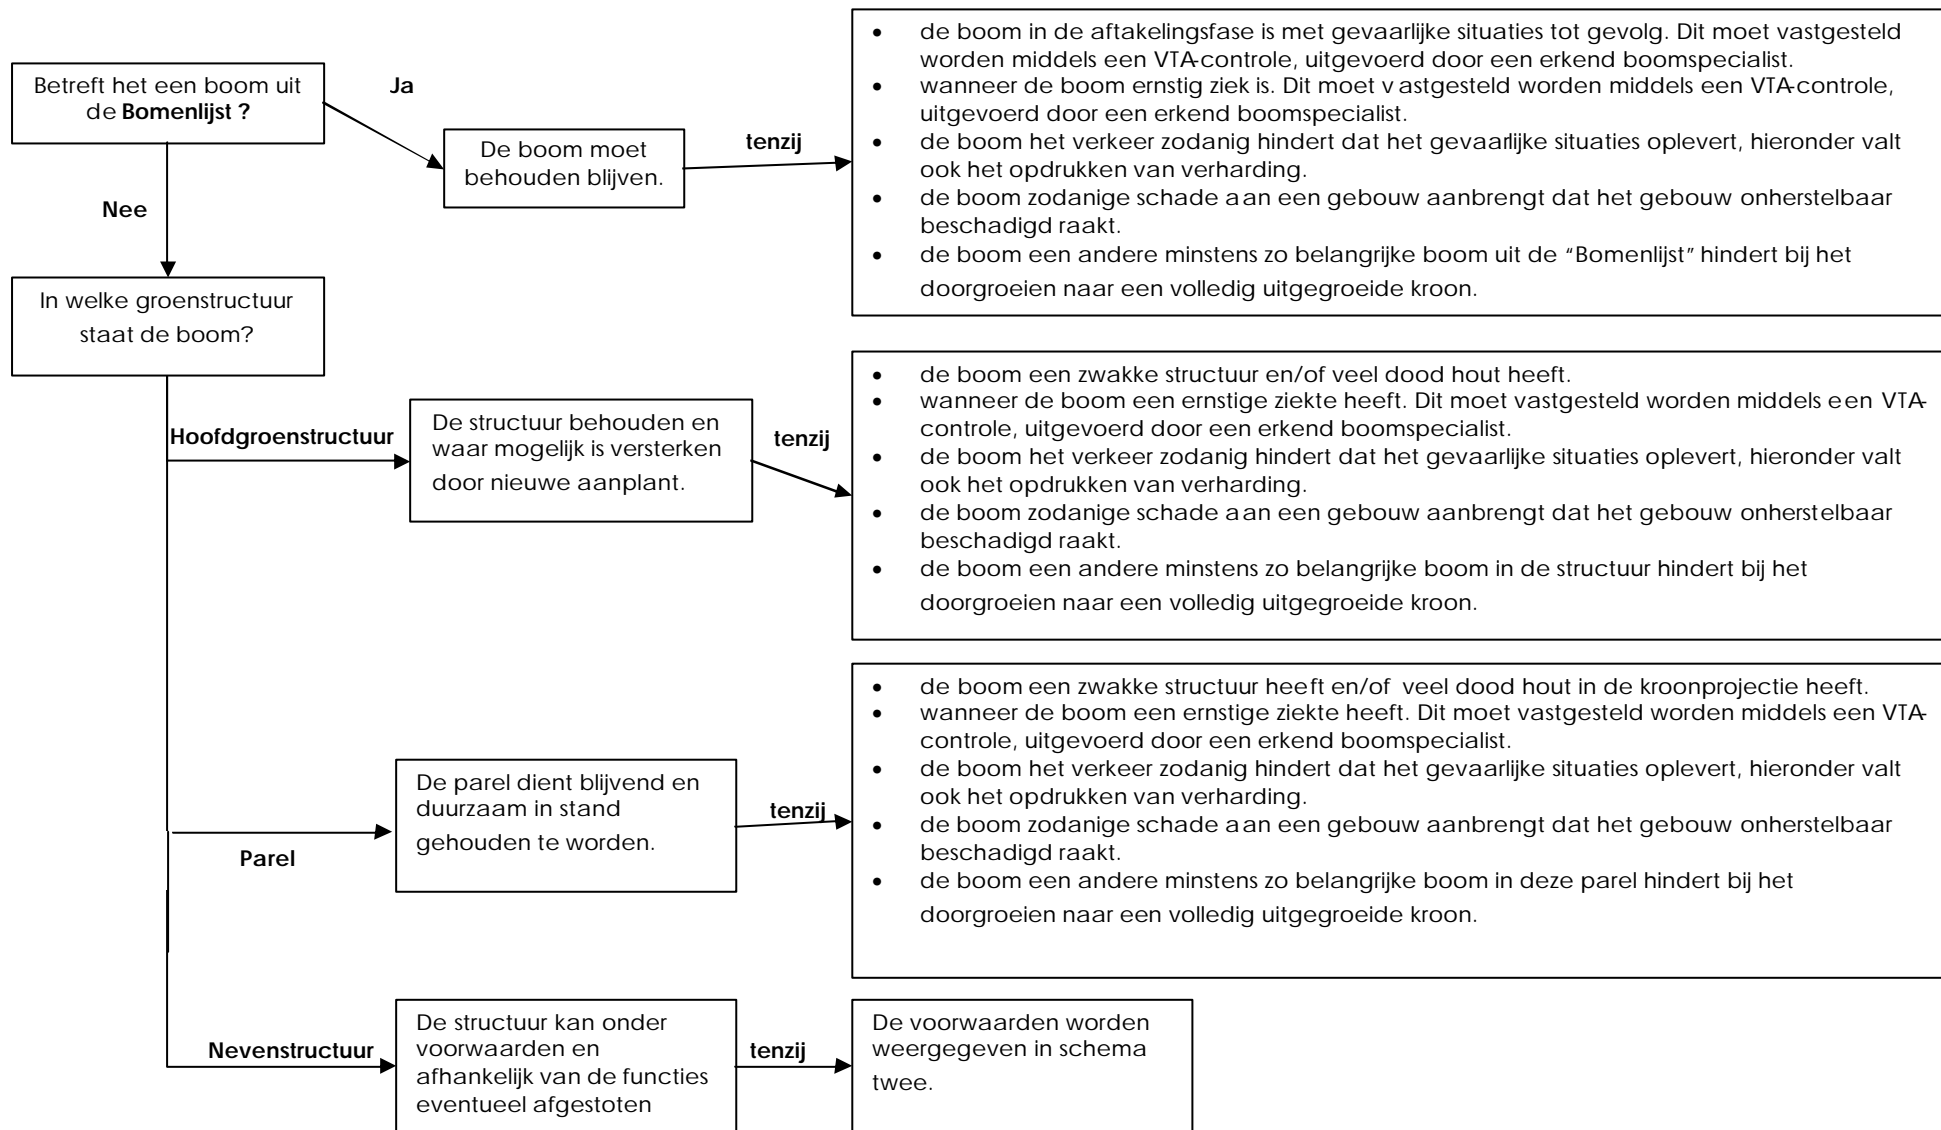 Betreft het een boom uit
de Bomenlijst ?
Ja
De boom moet
behouden blijven.
tenzij
• de boom in de aftakelingsfase is met gevaarlijke situaties tot gevolg. Dit moet vastgesteld
worden middels een VTA-controle, uitgevoerd door een erkend boomspecialist.
• wanneer de boom ernstig ziek is. Dit moet vastgesteld worden middels een VTA-controle,
uitgevoerd door een erkend boomspecialist.
• de boom het verkeer zodanig hindert dat het gevaarlijke situaties oplevert, hieronder valt
ook het opdrukken van verharding.
• de boom zodanige schade aan een gebouw aanbrengt dat het gebouw onherstelbaar
beschadigd raakt.
• de boom een andere minstens zo belangrijke boom uit de “Bomenlijst” hindert bij het
doorgroeien naar een volledig uitgegroeide kroon.
Nee
In welke groenstructuur
staat de boom?
Hoofdgroenstructuur
De structuur behouden en
waar mogelijk is versterken
door nieuwe aanplant.
tenzij
• de boom een zwakke structuur en/of veel dood hout heeft.
• wanneer de boom een ernstige ziekte heeft. Dit moet vastgesteld worden middels een VTA-
controle, uitgevoerd door een erkend boomspecialist.
• de boom het verkeer zodanig hindert dat het gevaarlijke situaties oplevert, hieronder valt
ook het opdrukken van verharding.
• de boom zodanige schade aan een gebouw aanbrengt dat het gebouw onherstelbaar
beschadigd raakt.
• de boom een andere minstens zo belangrijke boom in de structuur hindert bij het
doorgroeien naar een volledig uitgegroeide kroon.
Parel
De parel dient blijvend en
duurzaam in stand
gehouden te worden.
tenzij
• de boom een zwakke structuur heeft en/of veel dood hout in de kroonprojectie heeft.
• wanneer de boom een ernstige ziekte heeft. Dit moet vastgesteld worden middels een VTA-
controle, uitgevoerd door een erkend boomspecialist.
• de boom het verkeer zodanig hindert dat het gevaarlijke situaties oplevert, hieronder valt
ook het opdrukken van verharding.
• de boom zodanige schade aan een gebouw aanbrengt dat het gebouw onherstelbaar
beschadigd raakt.
• de boom een andere minstens zo belangrijke boom in deze parel hindert bij het
doorgroeien naar een volledig uitgegroeide kroon.
Nevenstructuur
De structuur kan onder
voorwaarden en
afhankelijk van de functies
eventueel afgestoten
tenzij
De voorwaarden worden
weergegeven in schema
twee.